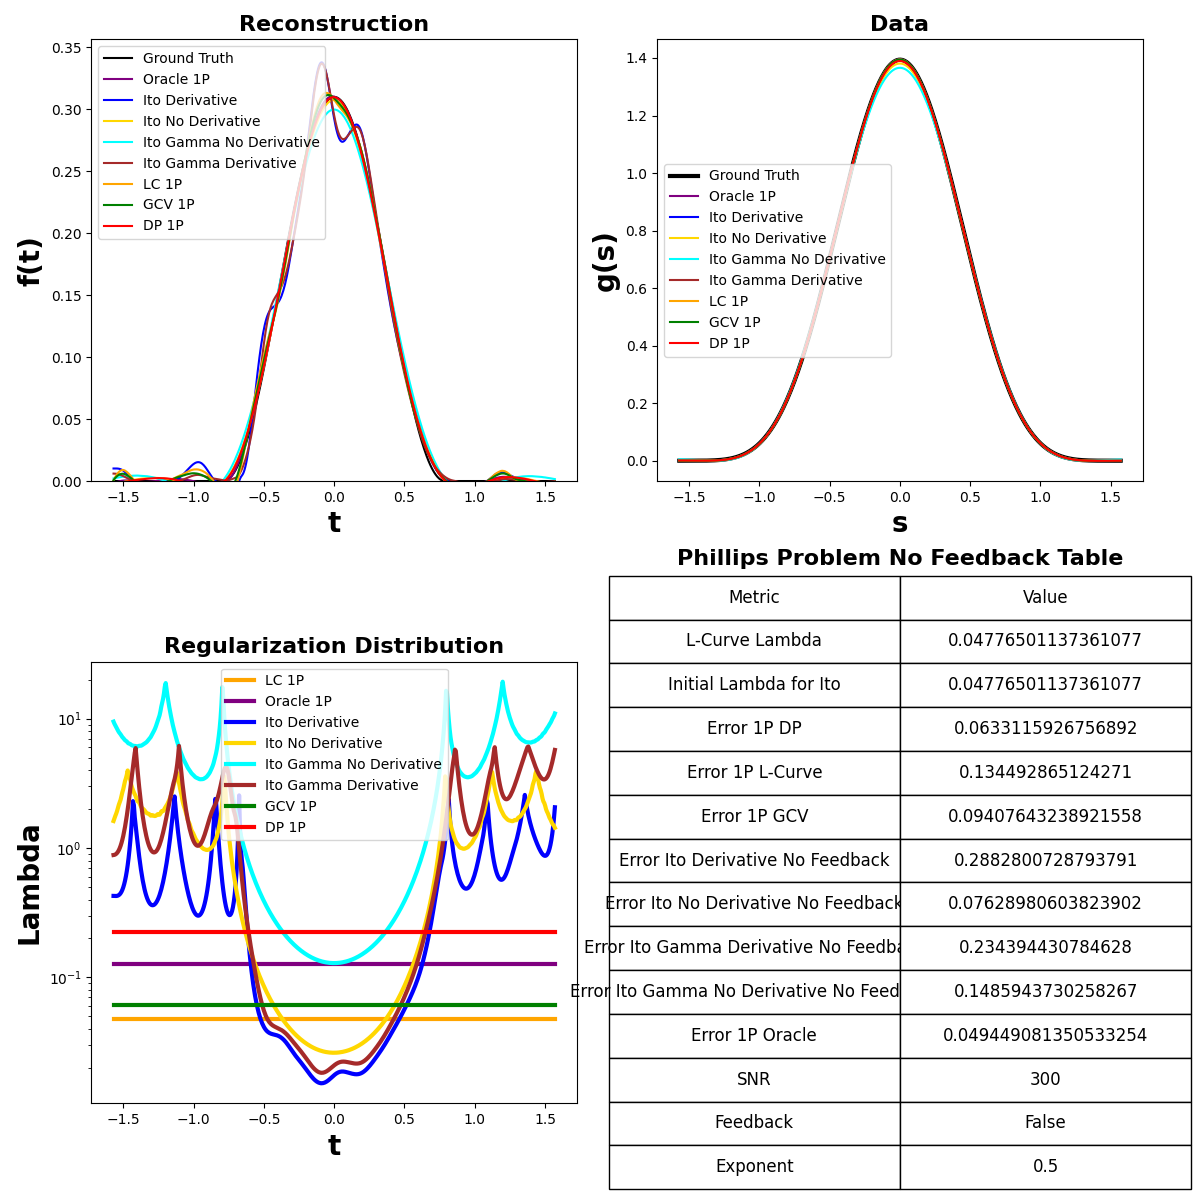 Reconstruction
0.35
0.30
0.25
0.20
0.15
0.10
0.05
0.00
f(t)
Ground Truth
Oracle 1P
Ito Derivative
Ito No Derivative
Ito Gamma No Derivative
Ito Gamma Derivative
LC 1P
GCV 1P
DP 1P
−1.5 −1.0 −0.5 0.0 0.5 1.0 1.5
t
Data
1.4
1.2
1.0
0.8
0.6
0.4
0.2
0.0
g(s)
Ground Truth
Oracle 1P
Ito Derivative
Ito No Derivative
Ito Gamma No Derivative
Ito Gamma Derivative
LC 1P
GCV 1P
DP 1P
−1.5 −1.0 −0.5 0.0 0.5 1.0 1.5
s
Regularization Distribution
10^1
10^0
10^−1
Lambda
LC 1P
Oracle 1P
Ito Derivative
Ito No Derivative
Ito Gamma No Derivative
Ito Gamma Derivative
GCV 1P
DP 1P
−1.5 −1.0 −0.5 0.0 0.5 1.0 1.5
t
Phillips Problem No Feedback Table
Metric Value
L-Curve Lambda 0.04776501137361077
Initial Lambda for Ito 0.04776501137361077
Error 1P DP 0.0633115926756892
Error 1P L-Curve 0.134492865124271
Error 1P GCV 0.09407643238921558
Error Ito Derivative No Feedback 0.2882800728793791
Error Ito No Derivative No Feedback 0.07628980603823902
Error Ito Gamma Derivative No Feedba 0.234394430784628
Error Ito Gamma No Derivative No Feed 0.1485943730258267
Error 1P Oracle 0.049449081350533254
SNR 300
Feedback False
Exponent 0.5